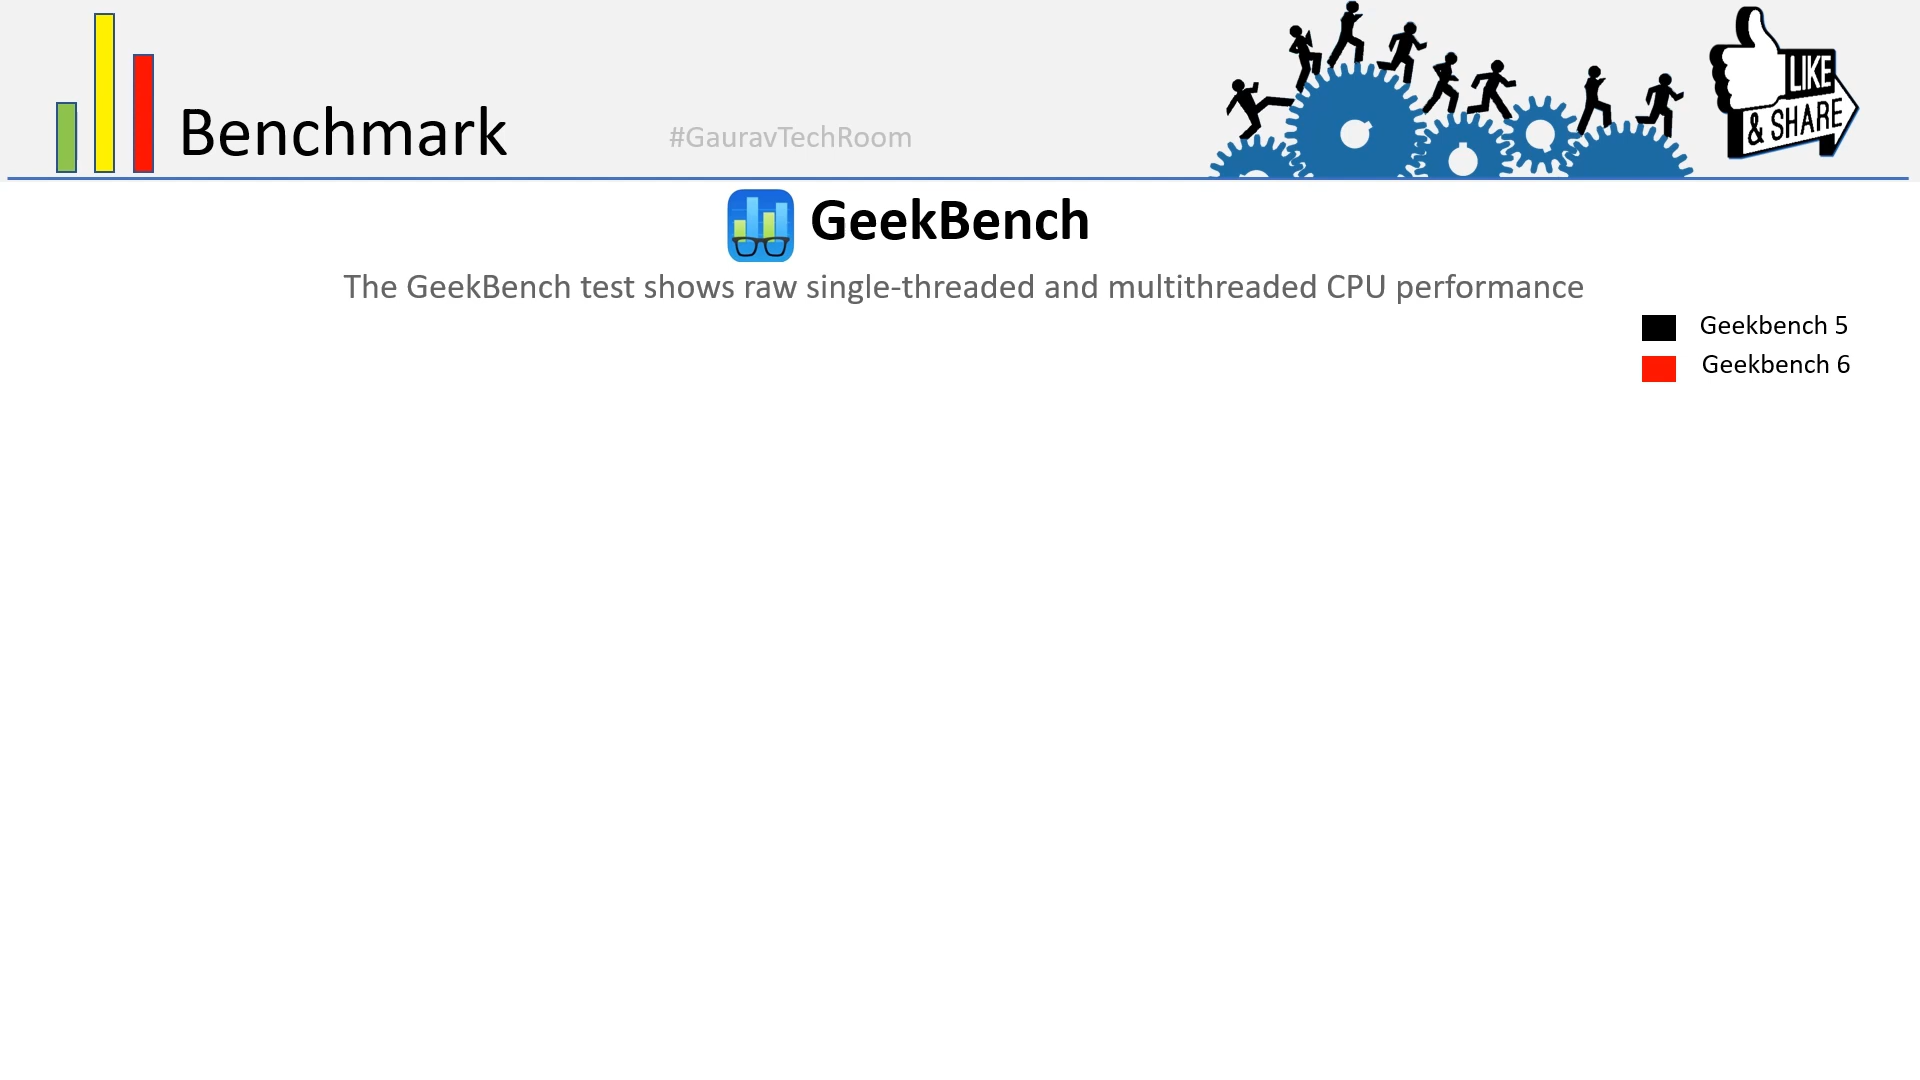 LIKE
& SHARE
Benchmark
#GauravTechRoom
GeekBench
The GeekBench test shows raw single-threaded and multithreaded CPU performance
Geekbench 5
Geekbench 6